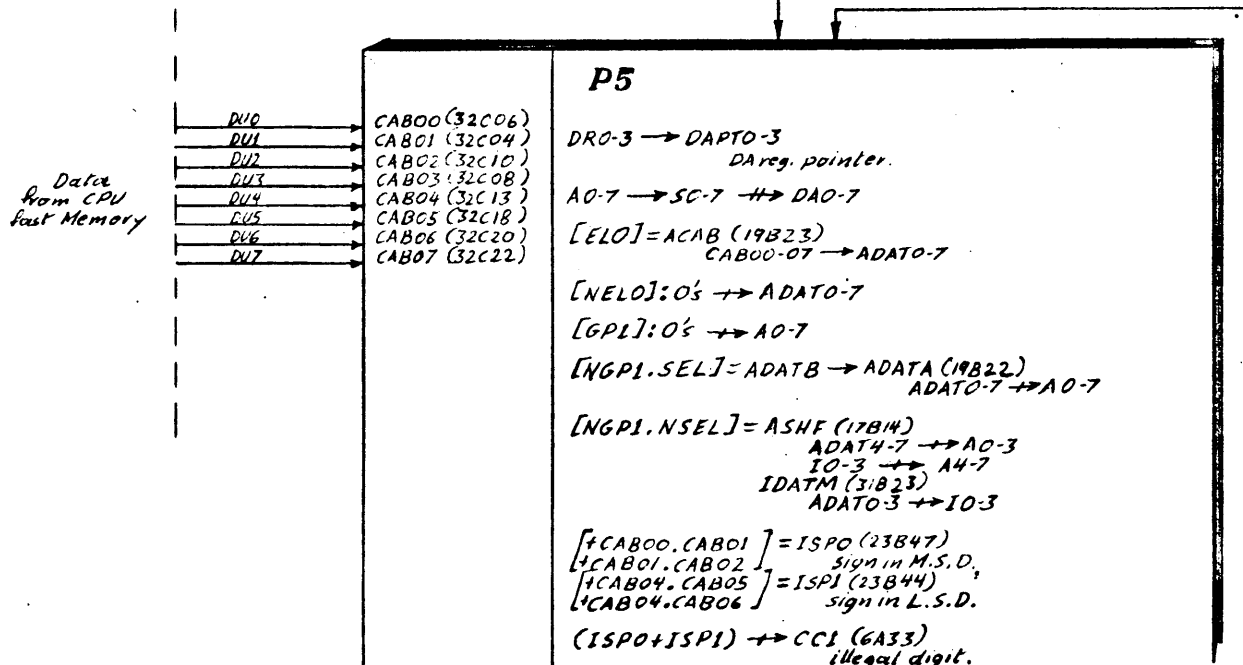 P5
DU0 CAB00 (32C06)
DU1 CAB01 (32C04)
DU2 CAB02 (32C10)
DU3 CAB03 (32C08)
DU4 CAB04 (32C13)
DU5 CAB05 (32C18)
DU6 CAB06 (32C20)
DU7 CAB07 (32C22)
Data
from CPU
fast Memory
DR0-3 → DAPT0-3
DA reg. pointer.
A0-7 → SC-7 ⇸ DA0-7
[ELO] = ACAB (19B23)
CAB00-07 → ADAT0-7
[NELO]: O's ⇸ ADAT0-7
[GP1]: O's ⇸ A0-7
[NGP1.SEL] = ADATB → ADATA (19B22)
ADAT0-7 ⇸ A0-7
[NGP1.NSEL] = ASHF (17B14)
ADAT4-7 ⇸ A0-3
I0-3 ⇸ A4-7
IDATM (31B23)
ADAT0-3 ⇸ I0-3
[+CAB00.CAB01 ] = ISP0 (23B47)
[+CAB01.CAB02 ] sign in M.S.D.
[+CAB04.CAB05 ] = ISP1 (23B44)
[+CAB04.CAB06 ] sign in L.S.D.
(ISP0+ISP1) ⇸ CC1 (6A33)
illegal digit.